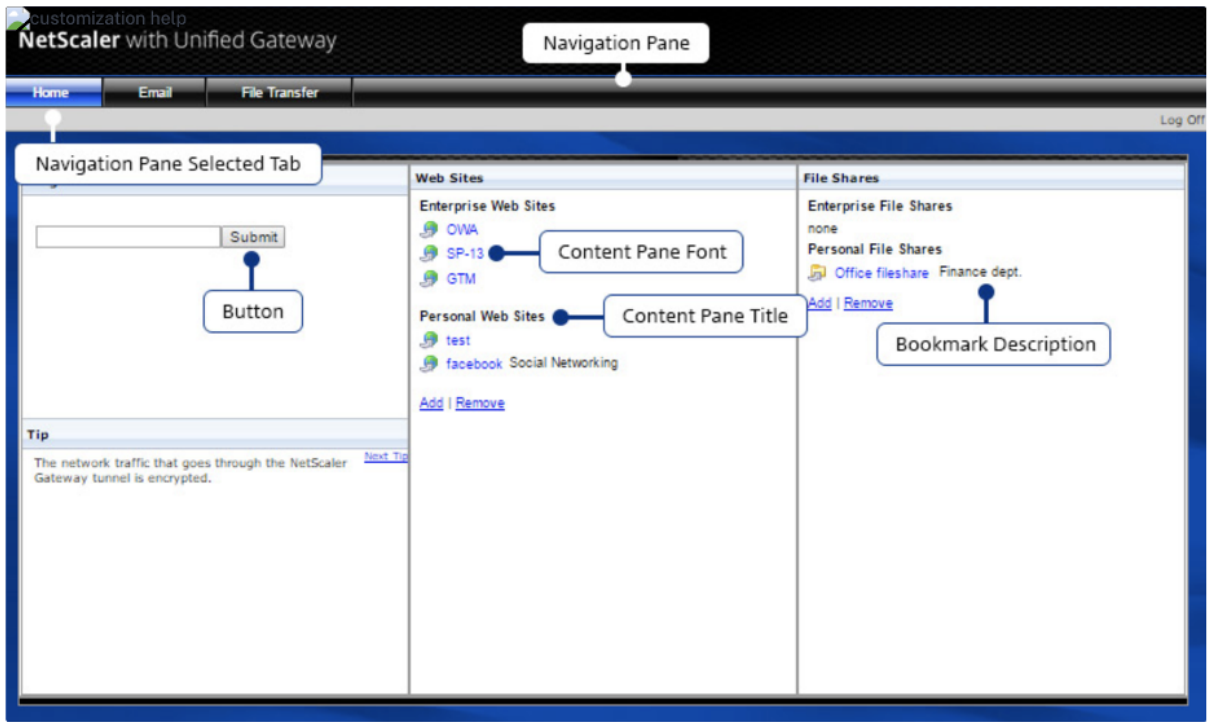 customization help
NetScaler with Unified Gateway
Navigation Pane
Home Email File Transfer
Log Off
Navigation Pane Selected Tab
Submit
Button
Tip
The network traffic that goes through the NetScaler
Gateway tunnel is encrypted.
Next Tip
Web Sites
Enterprise Web Sites
OWA
SP-13
Content Pane Font
GTM
Personal Web Sites
Content Pane Title
test
facebook Social Networking
Add | Remove
File Shares
Enterprise File Shares
none
Personal File Shares
Office fileshare Finance dept.
Add | Remove
Bookmark Description